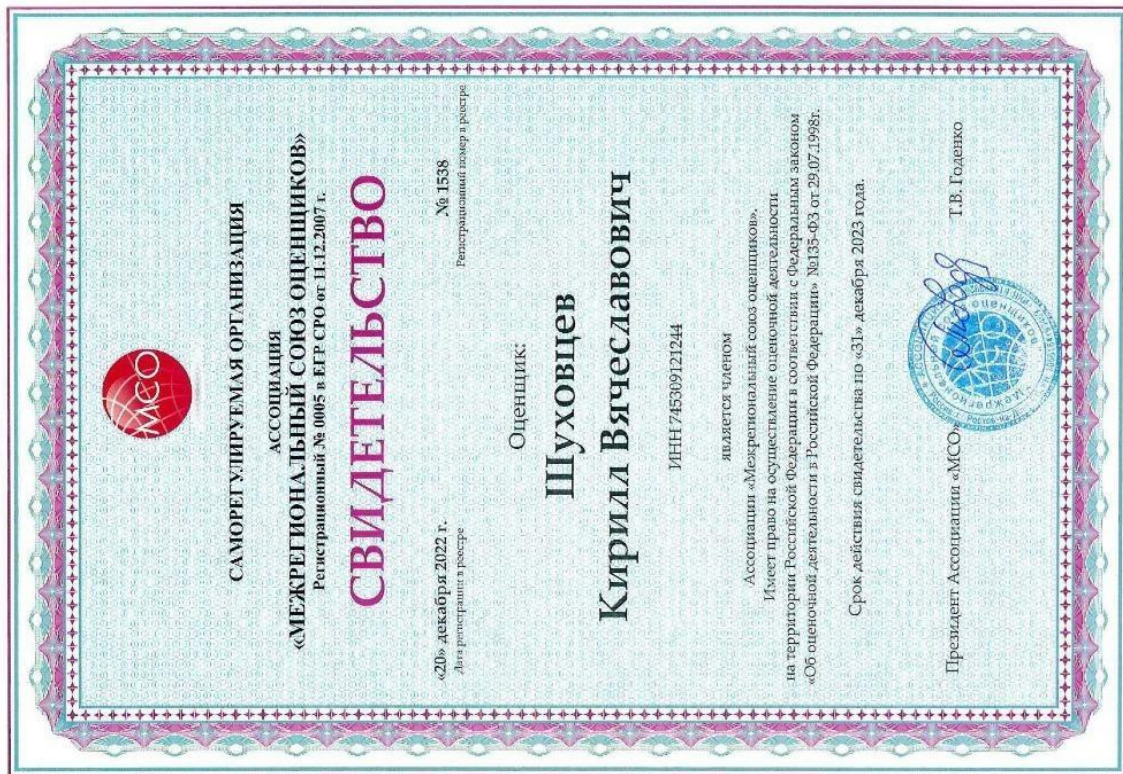 МСО
САМОРЕГУЛИРУЕМАЯ ОРГАНИЗАЦИЯ
АССОЦИАЦИЯ
«МЕЖРЕГИОНАЛЬНЫЙ СОЮЗ ОЦЕНЩИКОВ»
Регистрационный № 0005 в ЕГР СРО от 11.12.2007 г.
СВИДЕТЕЛЬСТВО
«20» декабря 2022 г. № 1538
Дата регистрации в реестре Регистрационный номер в реестре
Оценщик:
Шуховцев
Кирилл Вячеславович
ИНН 745309121244
является членом
Ассоциации «Межрегиональный союз оценщиков».
Имеет право на осуществление оценочной деятельности
на территории Российской Федерации в соответствии с Федеральным законом
«Об оценочной деятельности в Российской Федерации» №135-ФЗ от 29.07.1998г.
Срок действия свидетельства по «31» декабря 2023 года.
Президент Ассоциации «МСО» Т.В. Годенко